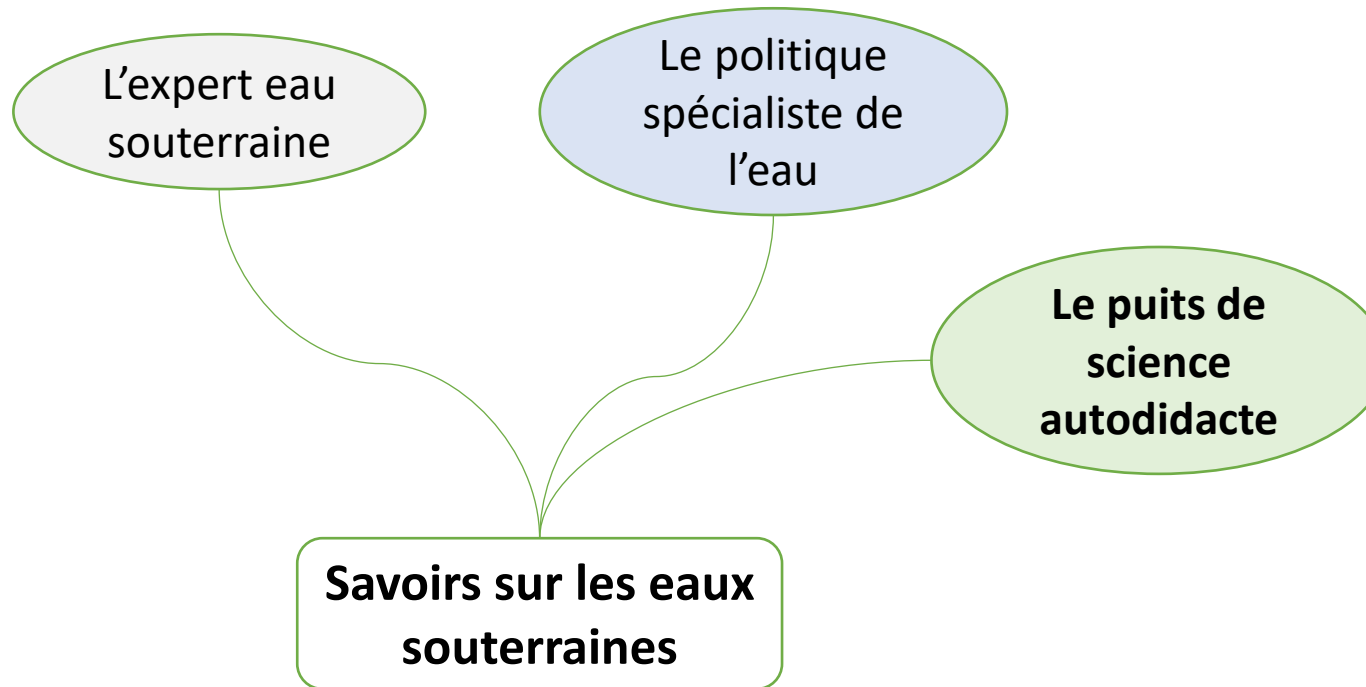 L’expert eau
souterraine
Le politique
spécialiste de
l’eau
Le puits de
science
autodidacte
Savoirs sur les eaux
souterraines